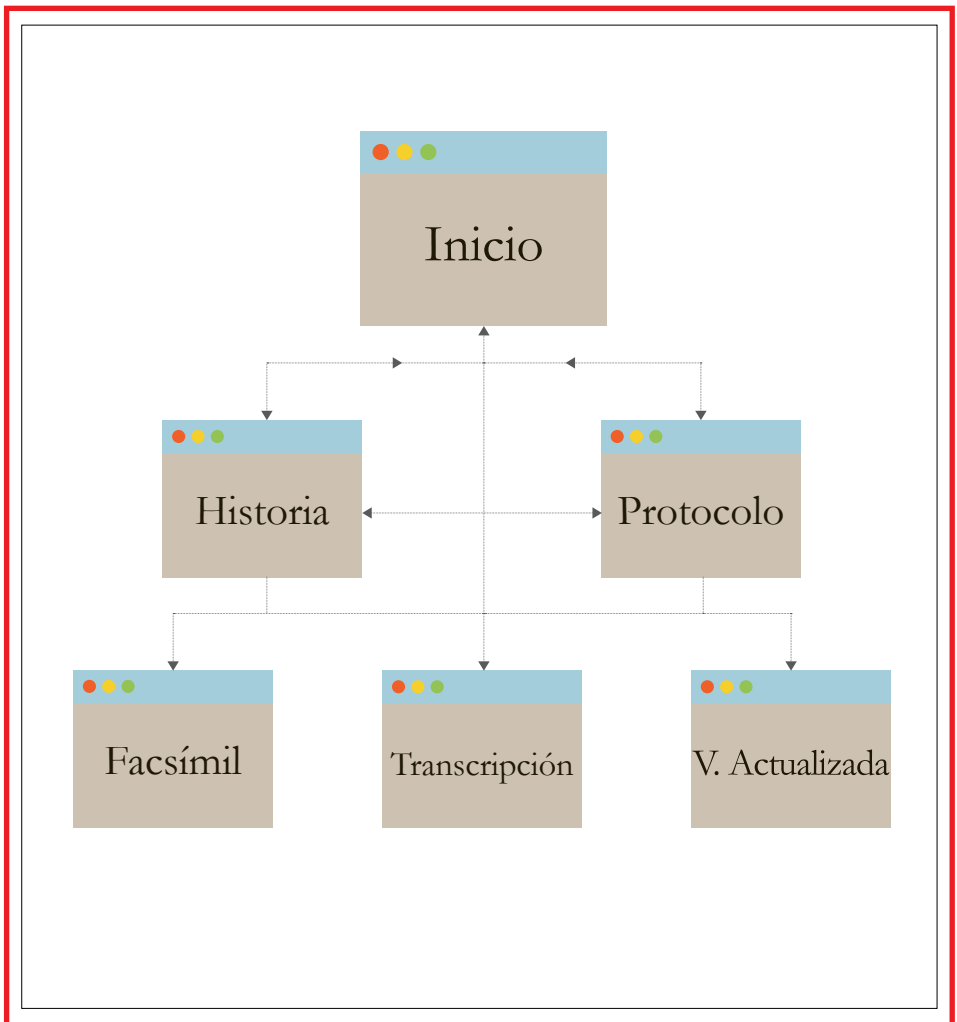 Inicio
Historia
Protocolo
Facsímil
Transcripción
V. Actualizada